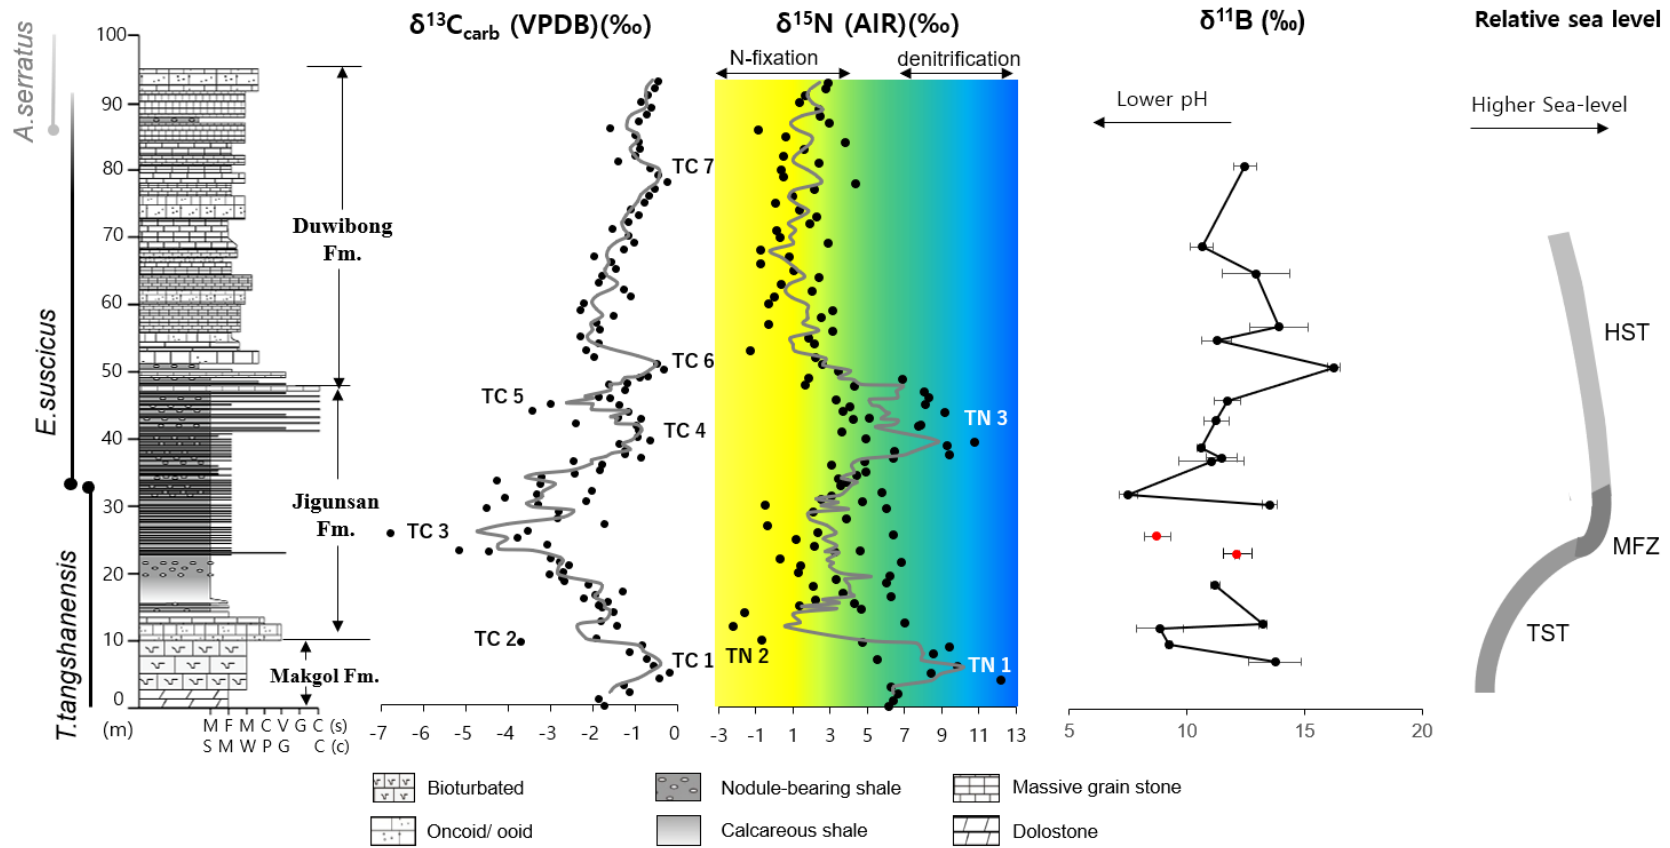 δ¹³Ccarb (VPDB)(‰)
δ¹⁵N (AIR)(‰)
δ¹¹B (‰)
Relative sea level
A.serratus
E.suscicus
T.tangshanensis
100
90
80
70
60
50
40
30
20
10
0
(m)
M F M C V G C (s)
S M W P G C (c)
Duwibong
Fm.
Jigunsan
Fm.
Makgol Fm.
TC 7
TC 6
TC 5
TC 4
TC 3
TC 2
TC 1
-7 -6 -5 -4 -3 -2 -1 0
N-fixation
denitrification
TN 3
TN 2
TN 1
-3 -1 1 3 5 7 9 11 13
Lower pH
5 10 15 20
Higher Sea-level
HST
MFZ
TST
Bioturbated
Nodule-bearing shale
Massive grain stone
Oncoid/ ooid
Calcareous shale
Dolostone